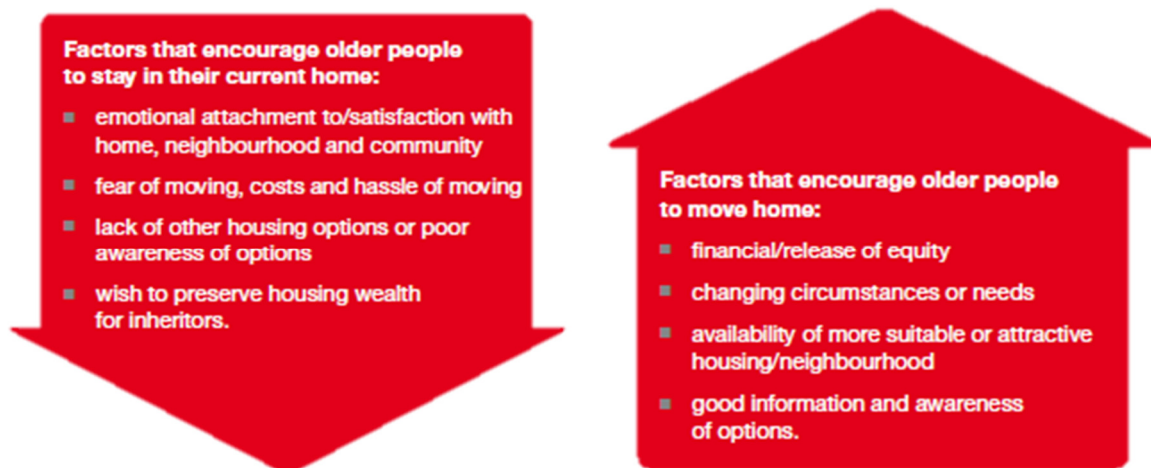 Factors that encourage older people
to stay in their current home:
emotional attachment to/satisfaction with
home, neighbourhood and community
fear of moving, costs and hassle of moving
lack of other housing options or poor
awareness of options
wish to preserve housing wealth
for inheritors.
Factors that encourage older people
to move home:
financial/release of equity
changing circumstances or needs
availability of more suitable or attractive
housing/neighbourhood
good information and awareness
of options.